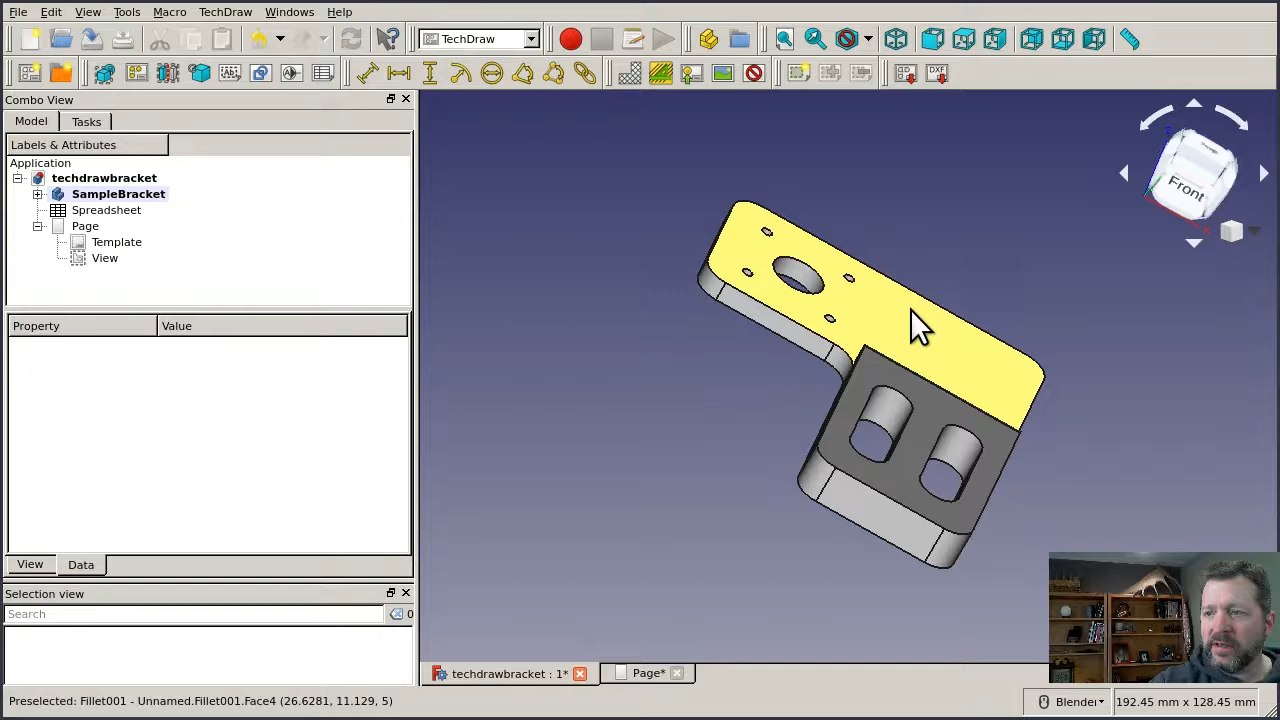 File Edit View Tools Macro TechDraw Windows Help
TechDraw
Combo View
Model Tasks
Labels & Attributes
Application
techdrawbracket
SampleBracket
Spreadsheet
Page
Template
View
Property Value
View Data
Selection view
Search 0
Front
techdrawbracket : 1* Page*
Preselected: Fillet001 - Unnamed.Fillet001.Face4 (26.6281, 11.129, 5) Blender 192.45 mm x 128.45 mm